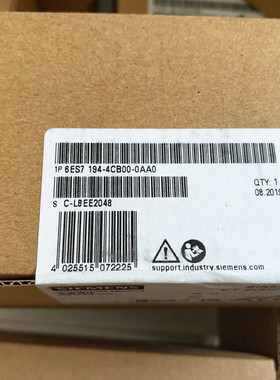 1P 6ES7 194-4CB00-0AA0
QTY: 1
08.2019
S C-L8EE2048
support.industry.siemens.com
4 025515 072225
SIEMENS